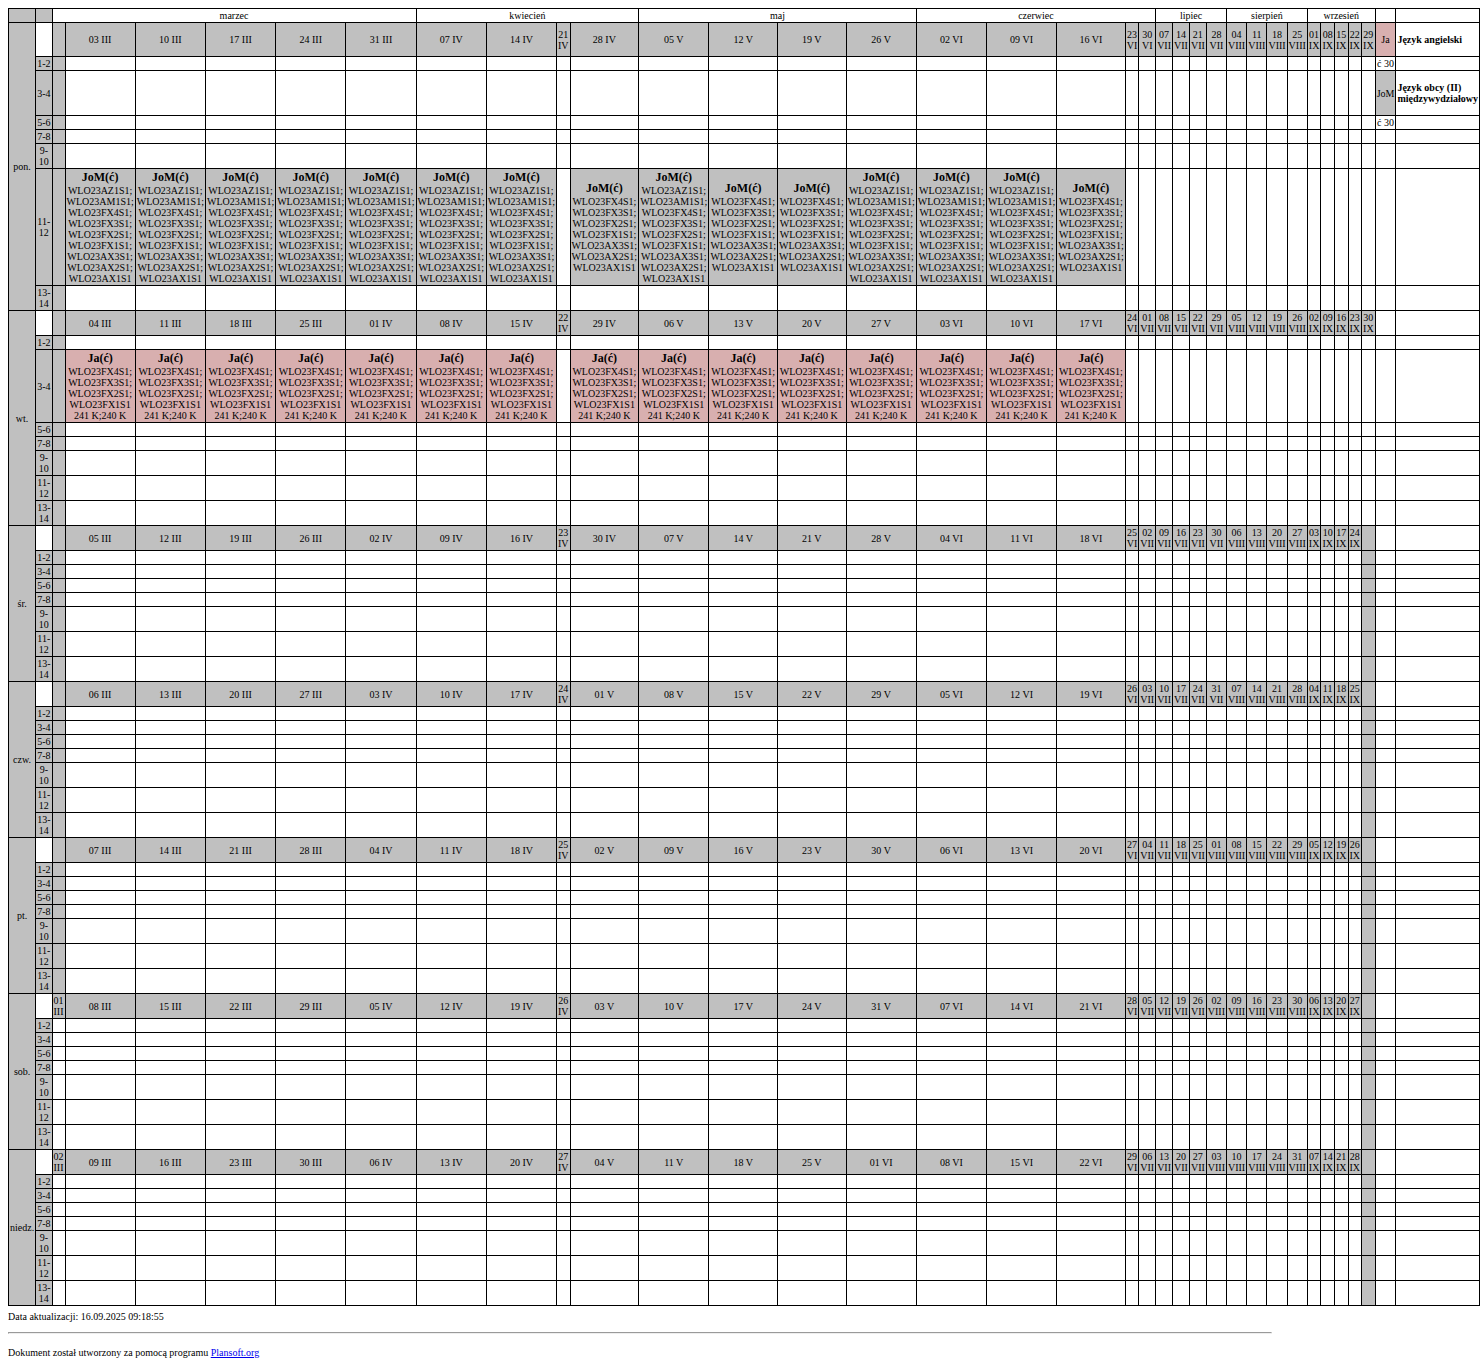 marzec kwiecień maj czerwiec lipiec sierpień wrzesień
pon. 03 III 10 III 17 III 24 III 31 III 07 IV 14 IV 21 IV 28 IV 05 V 12 V 19 V 26 V 02 VI 09 VI 16 VI 23 VI 30 VI 07 VII 14 VII 21 VII 28 VII 04 VIII 11 VIII 18 VIII 25 VIII 01 IX 08 IX 15 IX 22 IX 29 IX Ja Język angielski
1-2 ć 30
3-4 JoM Język obcy (II) międzywydziałowy
5-6 ć 30
7-8
9-10
11-12 JoM(ć) JoM(ć) JoM(ć) JoM(ć) JoM(ć) JoM(ć) JoM(ć) JoM(ć) JoM(ć) JoM(ć) JoM(ć) JoM(ć) JoM(ć) JoM(ć) JoM(ć)
WLO23AZ1S1; WLO23AZ1S1; WLO23AZ1S1; WLO23AZ1S1; WLO23AZ1S1; WLO23AZ1S1; WLO23AZ1S1; WLO23AZ1S1; WLO23AZ1S1; WLO23AZ1S1; WLO23AZ1S1;
WLO23AM1S1; WLO23AM1S1; WLO23AM1S1; WLO23AM1S1; WLO23AM1S1; WLO23AM1S1; WLO23AM1S1; WLO23FX4S1; WLO23AM1S1; WLO23FX4S1; WLO23FX4S1; WLO23AM1S1; WLO23AM1S1; WLO23AM1S1; WLO23FX4S1;
WLO23FX4S1; WLO23FX4S1; WLO23FX4S1; WLO23FX4S1; WLO23FX4S1; WLO23FX4S1; WLO23FX4S1; WLO23FX3S1; WLO23FX4S1; WLO23FX3S1; WLO23FX3S1; WLO23FX4S1; WLO23FX4S1; WLO23FX4S1; WLO23FX3S1;
WLO23FX3S1; WLO23FX3S1; WLO23FX3S1; WLO23FX3S1; WLO23FX3S1; WLO23FX3S1; WLO23FX3S1; WLO23FX2S1; WLO23FX3S1; WLO23FX2S1; WLO23FX2S1; WLO23FX3S1; WLO23FX3S1; WLO23FX3S1; WLO23FX2S1;
WLO23FX2S1; WLO23FX2S1; WLO23FX2S1; WLO23FX2S1; WLO23FX2S1; WLO23FX2S1; WLO23FX2S1; WLO23FX1S1; WLO23FX2S1; WLO23FX1S1; WLO23FX1S1; WLO23FX2S1; WLO23FX2S1; WLO23FX2S1; WLO23FX1S1;
WLO23FX1S1; WLO23FX1S1; WLO23FX1S1; WLO23FX1S1; WLO23FX1S1; WLO23FX1S1; WLO23FX1S1; WLO23AX3S1; WLO23FX1S1; WLO23AX3S1; WLO23AX3S1; WLO23FX1S1; WLO23FX1S1; WLO23FX1S1; WLO23AX3S1;
WLO23AX3S1; WLO23AX3S1; WLO23AX3S1; WLO23AX3S1; WLO23AX3S1; WLO23AX3S1; WLO23AX3S1; WLO23AX2S1; WLO23AX3S1; WLO23AX2S1; WLO23AX2S1; WLO23AX3S1; WLO23AX3S1; WLO23AX3S1; WLO23AX2S1;
WLO23AX2S1; WLO23AX2S1; WLO23AX2S1; WLO23AX2S1; WLO23AX2S1; WLO23AX2S1; WLO23AX2S1; WLO23AX1S1 WLO23AX2S1; WLO23AX1S1 WLO23AX1S1 WLO23AX2S1; WLO23AX2S1; WLO23AX2S1; WLO23AX1S1
WLO23AX1S1 WLO23AX1S1 WLO23AX1S1 WLO23AX1S1 WLO23AX1S1 WLO23AX1S1 WLO23AX1S1 WLO23AX1S1 WLO23AX1S1 WLO23AX1S1 WLO23AX1S1
13-14
wt. 04 III 11 III 18 III 25 III 01 IV 08 IV 15 IV 22 IV 29 IV 06 V 13 V 20 V 27 V 03 VI 10 VI 17 VI 24 VI 01 VII 08 VII 15 VII 22 VII 29 VII 05 VIII 12 VIII 19 VIII 26 VIII 02 IX 09 IX 16 IX 23 IX 30 IX
1-2
3-4 Ja(ć) Ja(ć) Ja(ć) Ja(ć) Ja(ć) Ja(ć) Ja(ć) Ja(ć) Ja(ć) Ja(ć) Ja(ć) Ja(ć) Ja(ć) Ja(ć) Ja(ć)
WLO23FX4S1; WLO23FX4S1; WLO23FX4S1; WLO23FX4S1; WLO23FX4S1; WLO23FX4S1; WLO23FX4S1; WLO23FX4S1; WLO23FX4S1; WLO23FX4S1; WLO23FX4S1; WLO23FX4S1; WLO23FX4S1; WLO23FX4S1; WLO23FX4S1;
WLO23FX3S1; WLO23FX3S1; WLO23FX3S1; WLO23FX3S1; WLO23FX3S1; WLO23FX3S1; WLO23FX3S1; WLO23FX3S1; WLO23FX3S1; WLO23FX3S1; WLO23FX3S1; WLO23FX3S1; WLO23FX3S1; WLO23FX3S1; WLO23FX3S1;
WLO23FX2S1; WLO23FX2S1; WLO23FX2S1; WLO23FX2S1; WLO23FX2S1; WLO23FX2S1; WLO23FX2S1; WLO23FX2S1; WLO23FX2S1; WLO23FX2S1; WLO23FX2S1; WLO23FX2S1; WLO23FX2S1; WLO23FX2S1; WLO23FX2S1;
WLO23FX1S1 WLO23FX1S1 WLO23FX1S1 WLO23FX1S1 WLO23FX1S1 WLO23FX1S1 WLO23FX1S1 WLO23FX1S1 WLO23FX1S1 WLO23FX1S1 WLO23FX1S1 WLO23FX1S1 WLO23FX1S1 WLO23FX1S1 WLO23FX1S1
241 K;240 K 241 K;240 K 241 K;240 K 241 K;240 K 241 K;240 K 241 K;240 K 241 K;240 K 241 K;240 K 241 K;240 K 241 K;240 K 241 K;240 K 241 K;240 K 241 K;240 K 241 K;240 K 241 K;240 K
5-6
7-8
9-10
11-12
13-14
śr. 05 III 12 III 19 III 26 III 02 IV 09 IV 16 IV 23 IV 30 IV 07 V 14 V 21 V 28 V 04 VI 11 VI 18 VI 25 VI 02 VII 09 VII 16 VII 23 VII 30 VII 06 VIII 13 VIII 20 VIII 27 VIII 03 IX 10 IX 17 IX 24 IX
1-2
3-4
5-6
7-8
9-10
11-12
13-14
czw. 06 III 13 III 20 III 27 III 03 IV 10 IV 17 IV 24 IV 01 V 08 V 15 V 22 V 29 V 05 VI 12 VI 19 VI 26 VI 03 VII 10 VII 17 VII 24 VII 31 VII 07 VIII 14 VIII 21 VIII 28 VIII 04 IX 11 IX 18 IX 25 IX
1-2
3-4
5-6
7-8
9-10
11-12
13-14
pt. 07 III 14 III 21 III 28 III 04 IV 11 IV 18 IV 25 IV 02 V 09 V 16 V 23 V 30 V 06 VI 13 VI 20 VI 27 VI 04 VII 11 VII 18 VII 25 VII 01 VIII 08 VIII 15 VIII 22 VIII 29 VIII 05 IX 12 IX 19 IX 26 IX
1-2
3-4
5-6
7-8
9-10
11-12
13-14
sob. 01 III 08 III 15 III 22 III 29 III 05 IV 12 IV 19 IV 26 IV 03 V 10 V 17 V 24 V 31 V 07 VI 14 VI 21 VI 28 VI 05 VII 12 VII 19 VII 26 VII 02 VIII 09 VIII 16 VIII 23 VIII 30 VIII 06 IX 13 IX 20 IX 27 IX
1-2
3-4
5-6
7-8
9-10
11-12
13-14
niedz. 02 III 09 III 16 III 23 III 30 III 06 IV 13 IV 20 IV 27 IV 04 V 11 V 18 V 25 V 01 VI 08 VI 15 VI 22 VI 29 VI 06 VII 13 VII 20 VII 27 VII 03 VIII 10 VIII 17 VIII 24 VIII 31 VIII 07 IX 14 IX 21 IX 28 IX
1-2
3-4
5-6
7-8
9-10
11-12
13-14
Data aktualizacji: 16.09.2025 09:18:55
Dokument został utworzony za pomocą programu Plansoft.org